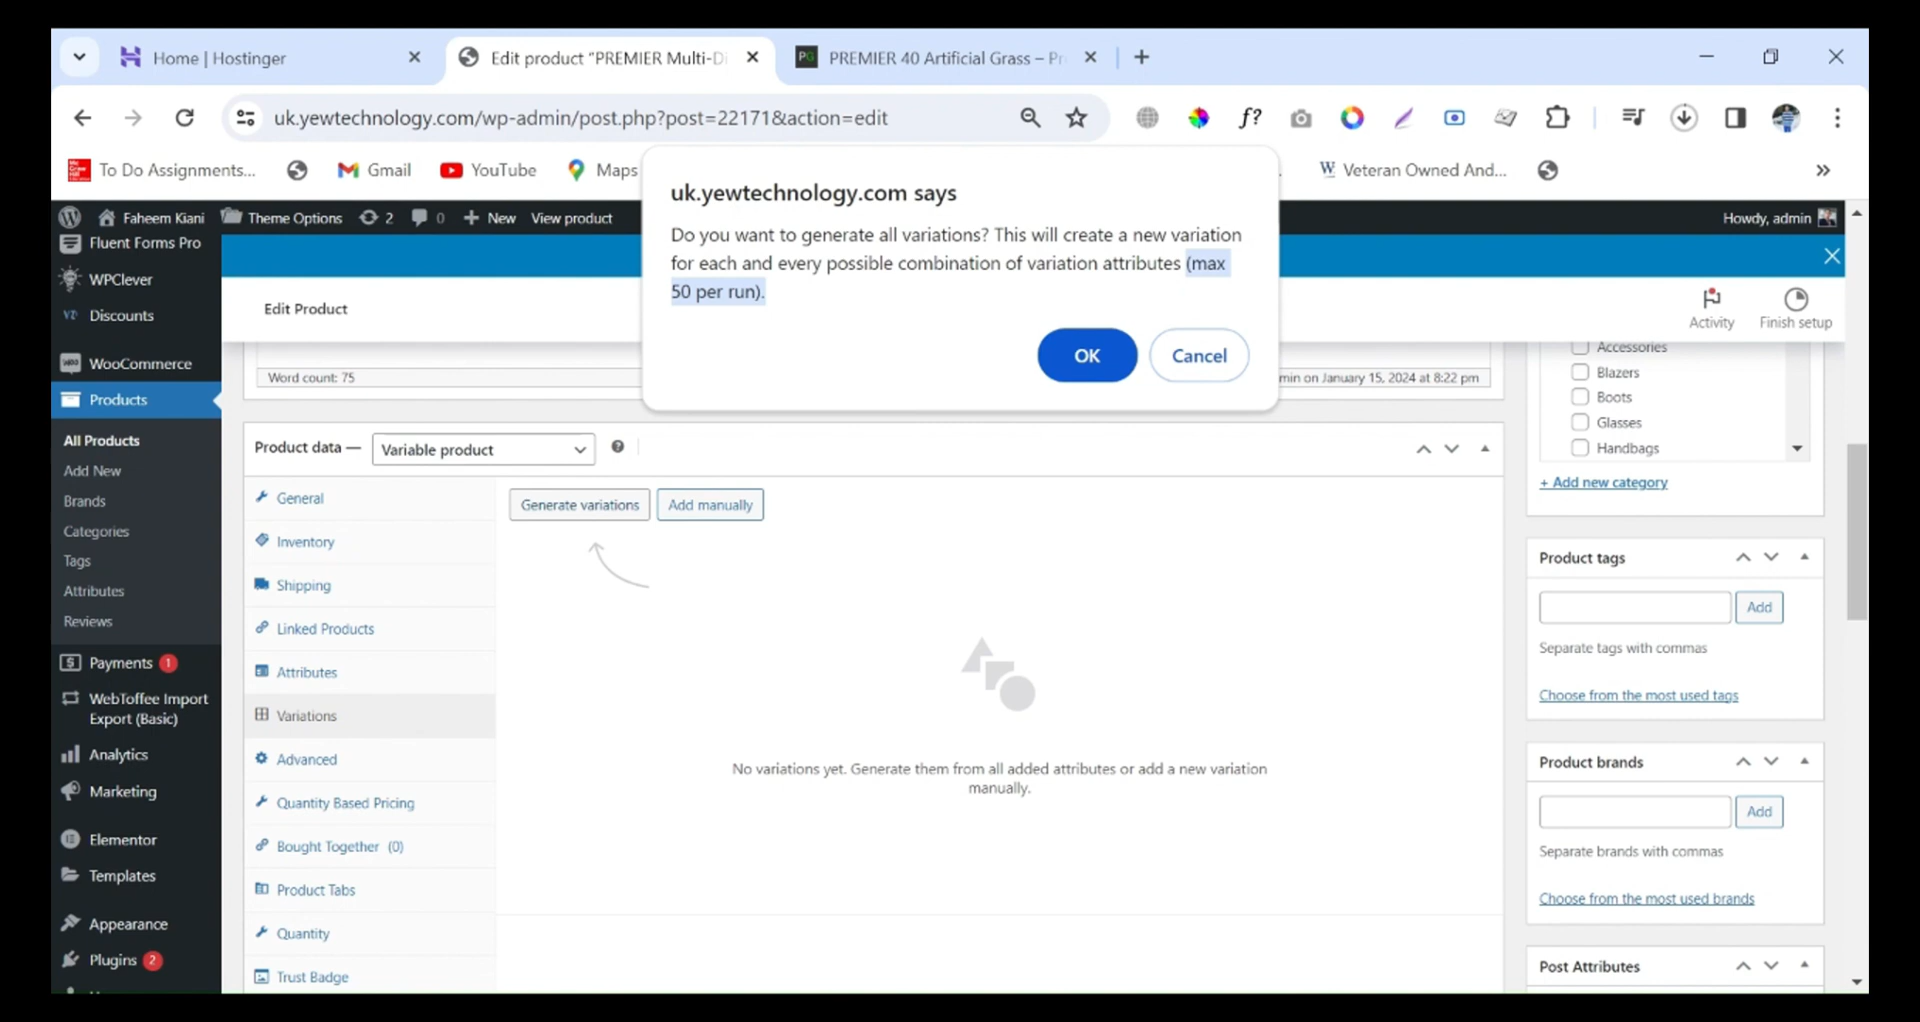 Home | Hostinger
Edit product “PREMIER Multi-Di
PREMIER 40 Artificial Grass – Pr
uk.yewtechnology.com/wp-admin/post.php?post=22171&action=edit
f?
To Do Assignments...
Gmail
YouTube
Maps
Veteran Owned And...
Faheem Kiani
Theme Options
2
0
New
View product
Howdy, admin
uk.yewtechnology.com says
Do you want to generate all variations? This will create a new variation
for each and every possible combination of variation attributes (max
50 per run).
OK
Cancel
Fluent Forms Pro
WPClever
Discounts
WooCommerce
Products
All Products
Add New
Brands
Categories
Tags
Attributes
Reviews
Payments 1
WebToffee Import
Export (Basic)
Analytics
Marketing
Elementor
Templates
Appearance
Plugins 2
Edit Product
Activity
Finish setup
Word count: 75
min on January 15, 2024 at 8:22 pm
Product data —
Variable product
General
Inventory
Shipping
Linked Products
Attributes
Variations
Advanced
Quantity Based Pricing
Bought Together (0)
Product Tabs
Quantity
Trust Badge
Generate variations
Add manually
No variations yet. Generate them from all added attributes or add a new variation
manually.
Accessories
Blazers
Boots
Glasses
Handbags
+ Add new category
Product tags
Add
Separate tags with commas
Choose from the most used tags
Product brands
Add
Separate brands with commas
Choose from the most used brands
Post Attributes